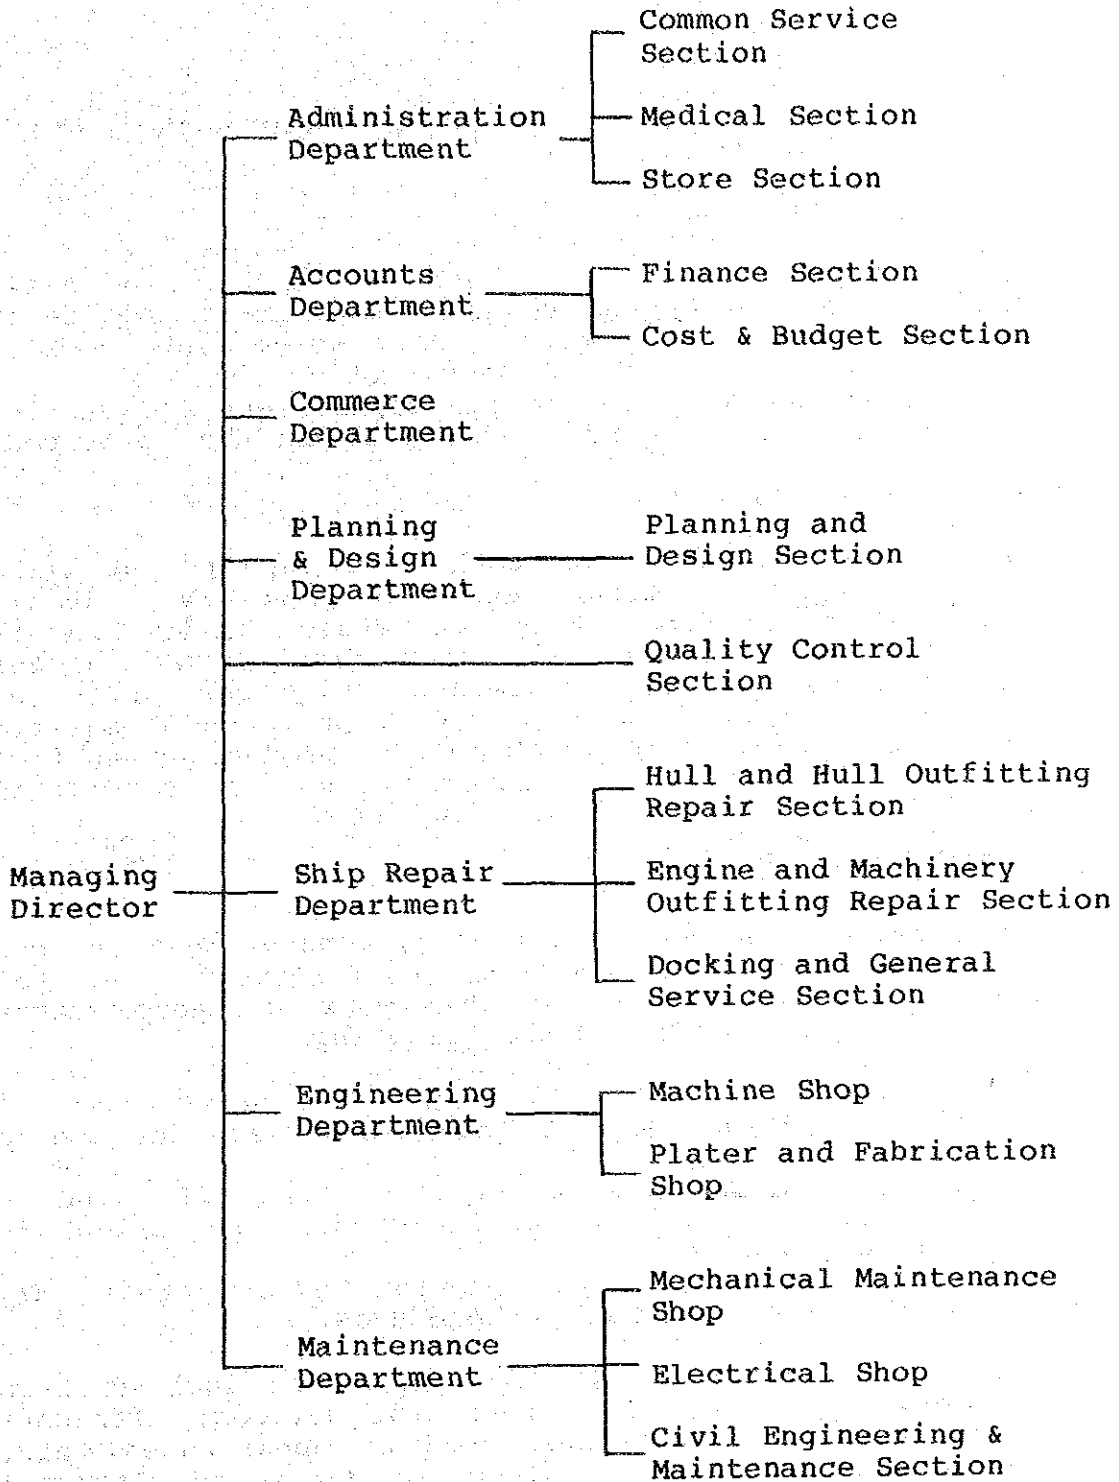 Common Service
Section
Administration
Department
Medical Section
Store Section
Accounts
Department
Finance Section
Cost & Budget Section
Commerce
Department
Planning
& Design
Department
Planning and
Design Section
Quality Control
Section
Managing
Director
Ship Repair
Department
Hull and Hull Outfitting
Repair Section
Engine and Machinery
Outfitting Repair Section
Docking and General
Service Section
Engineering
Department
Machine Shop
Plater and Fabrication
Shop
Maintenance
Department
Mechanical Maintenance
Shop
Electrical Shop
Civil Engineering &
Maintenance Section